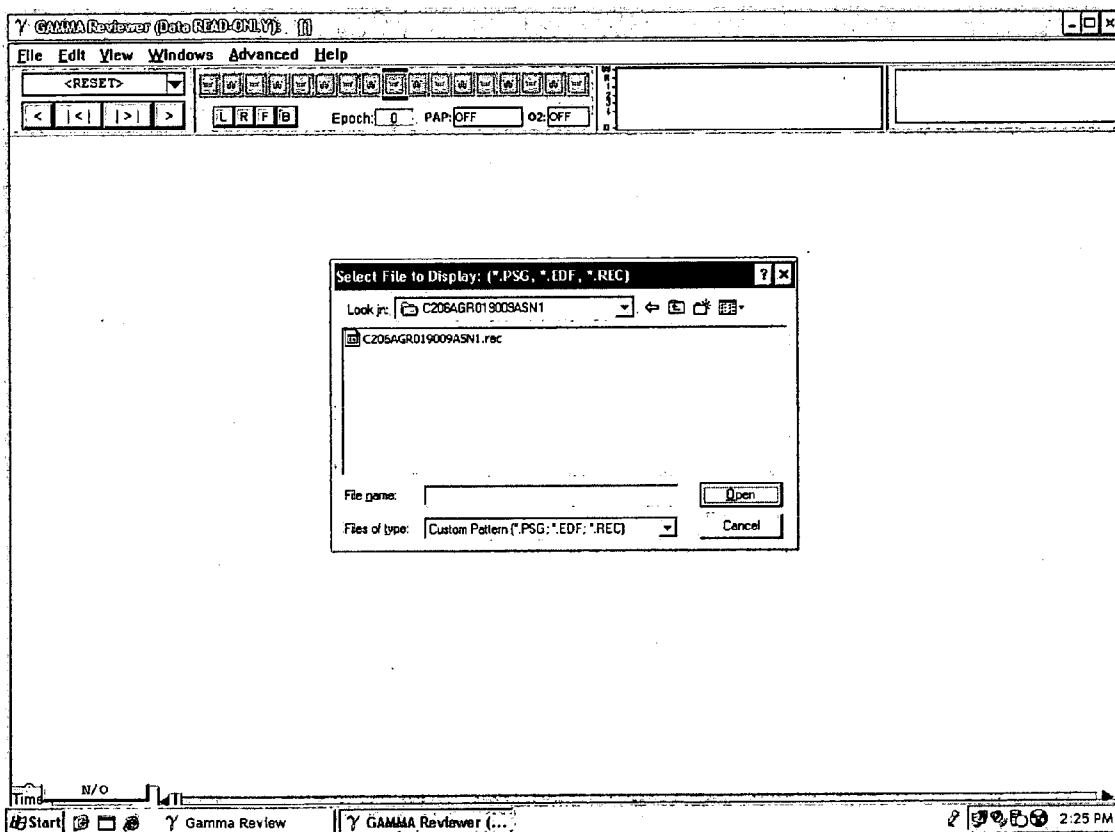 γ GAMMA Reviewer (Data READ-ONLY): []
File Edit View Windows Advanced Help
<RESET>
< |<| |>| >
L R F B Epoch: 0 PAP: OFF O2: OFF
Select File to Display: (*.PSG, *.EDF, *.REC)
Look in: C206AGR019009ASN1
C206AGR019009ASN1.rec
File name:
Open
Files of type: Custom Pattern (*.PSG; *.EDF; *.REC)
Cancel
Time N/O
Start γ Gamma Review γ GAMMA Reviewer (... 2:25 PM